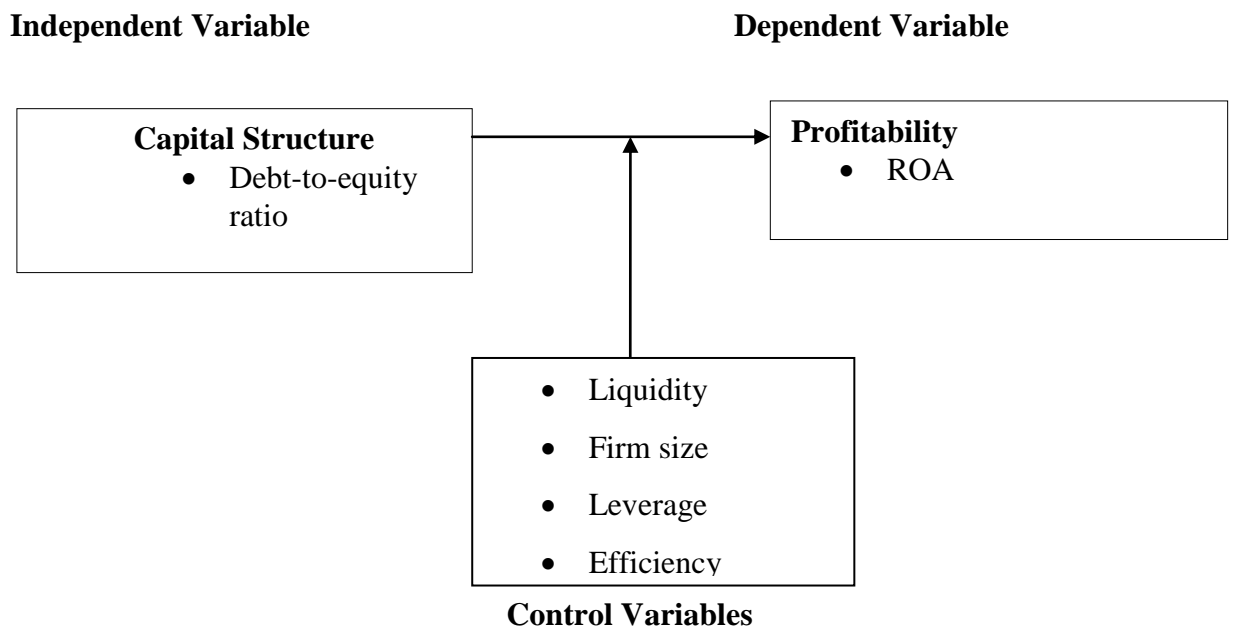 Independent Variable
Dependent Variable
Capital Structure
• Debt-to-equity
ratio
Profitability
• ROA
• Liquidity
• Firm size
• Leverage
• Efficiency
Control Variables